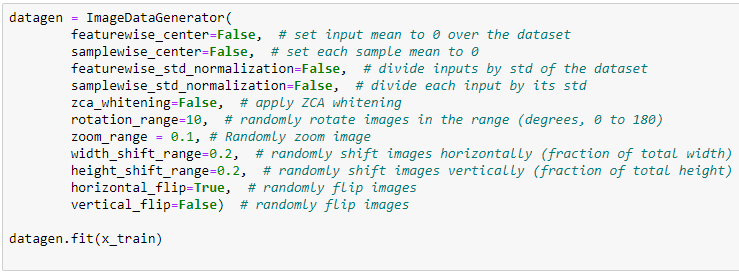 datagen = ImageDataGenerator(
        featurewise_center=False,  # set input mean to 0 over the dataset
        samplewise_center=False,  # set each sample mean to 0
        featurewise_std_normalization=False,  # divide inputs by std of the dataset
        samplewise_std_normalization=False,  # divide each input by its std
        zca_whitening=False,  # apply ZCA whitening
        rotation_range=10,  # randomly rotate images in the range (degrees, 0 to 180)
        zoom_range = 0.1, # Randomly zoom image
        width_shift_range=0.2,  # randomly shift images horizontally (fraction of total width)
        height_shift_range=0.2,  # randomly shift images vertically (fraction of total height)
        horizontal_flip=True,  # randomly flip images
        vertical_flip=False)  # randomly flip images
datagen.fit(x_train)